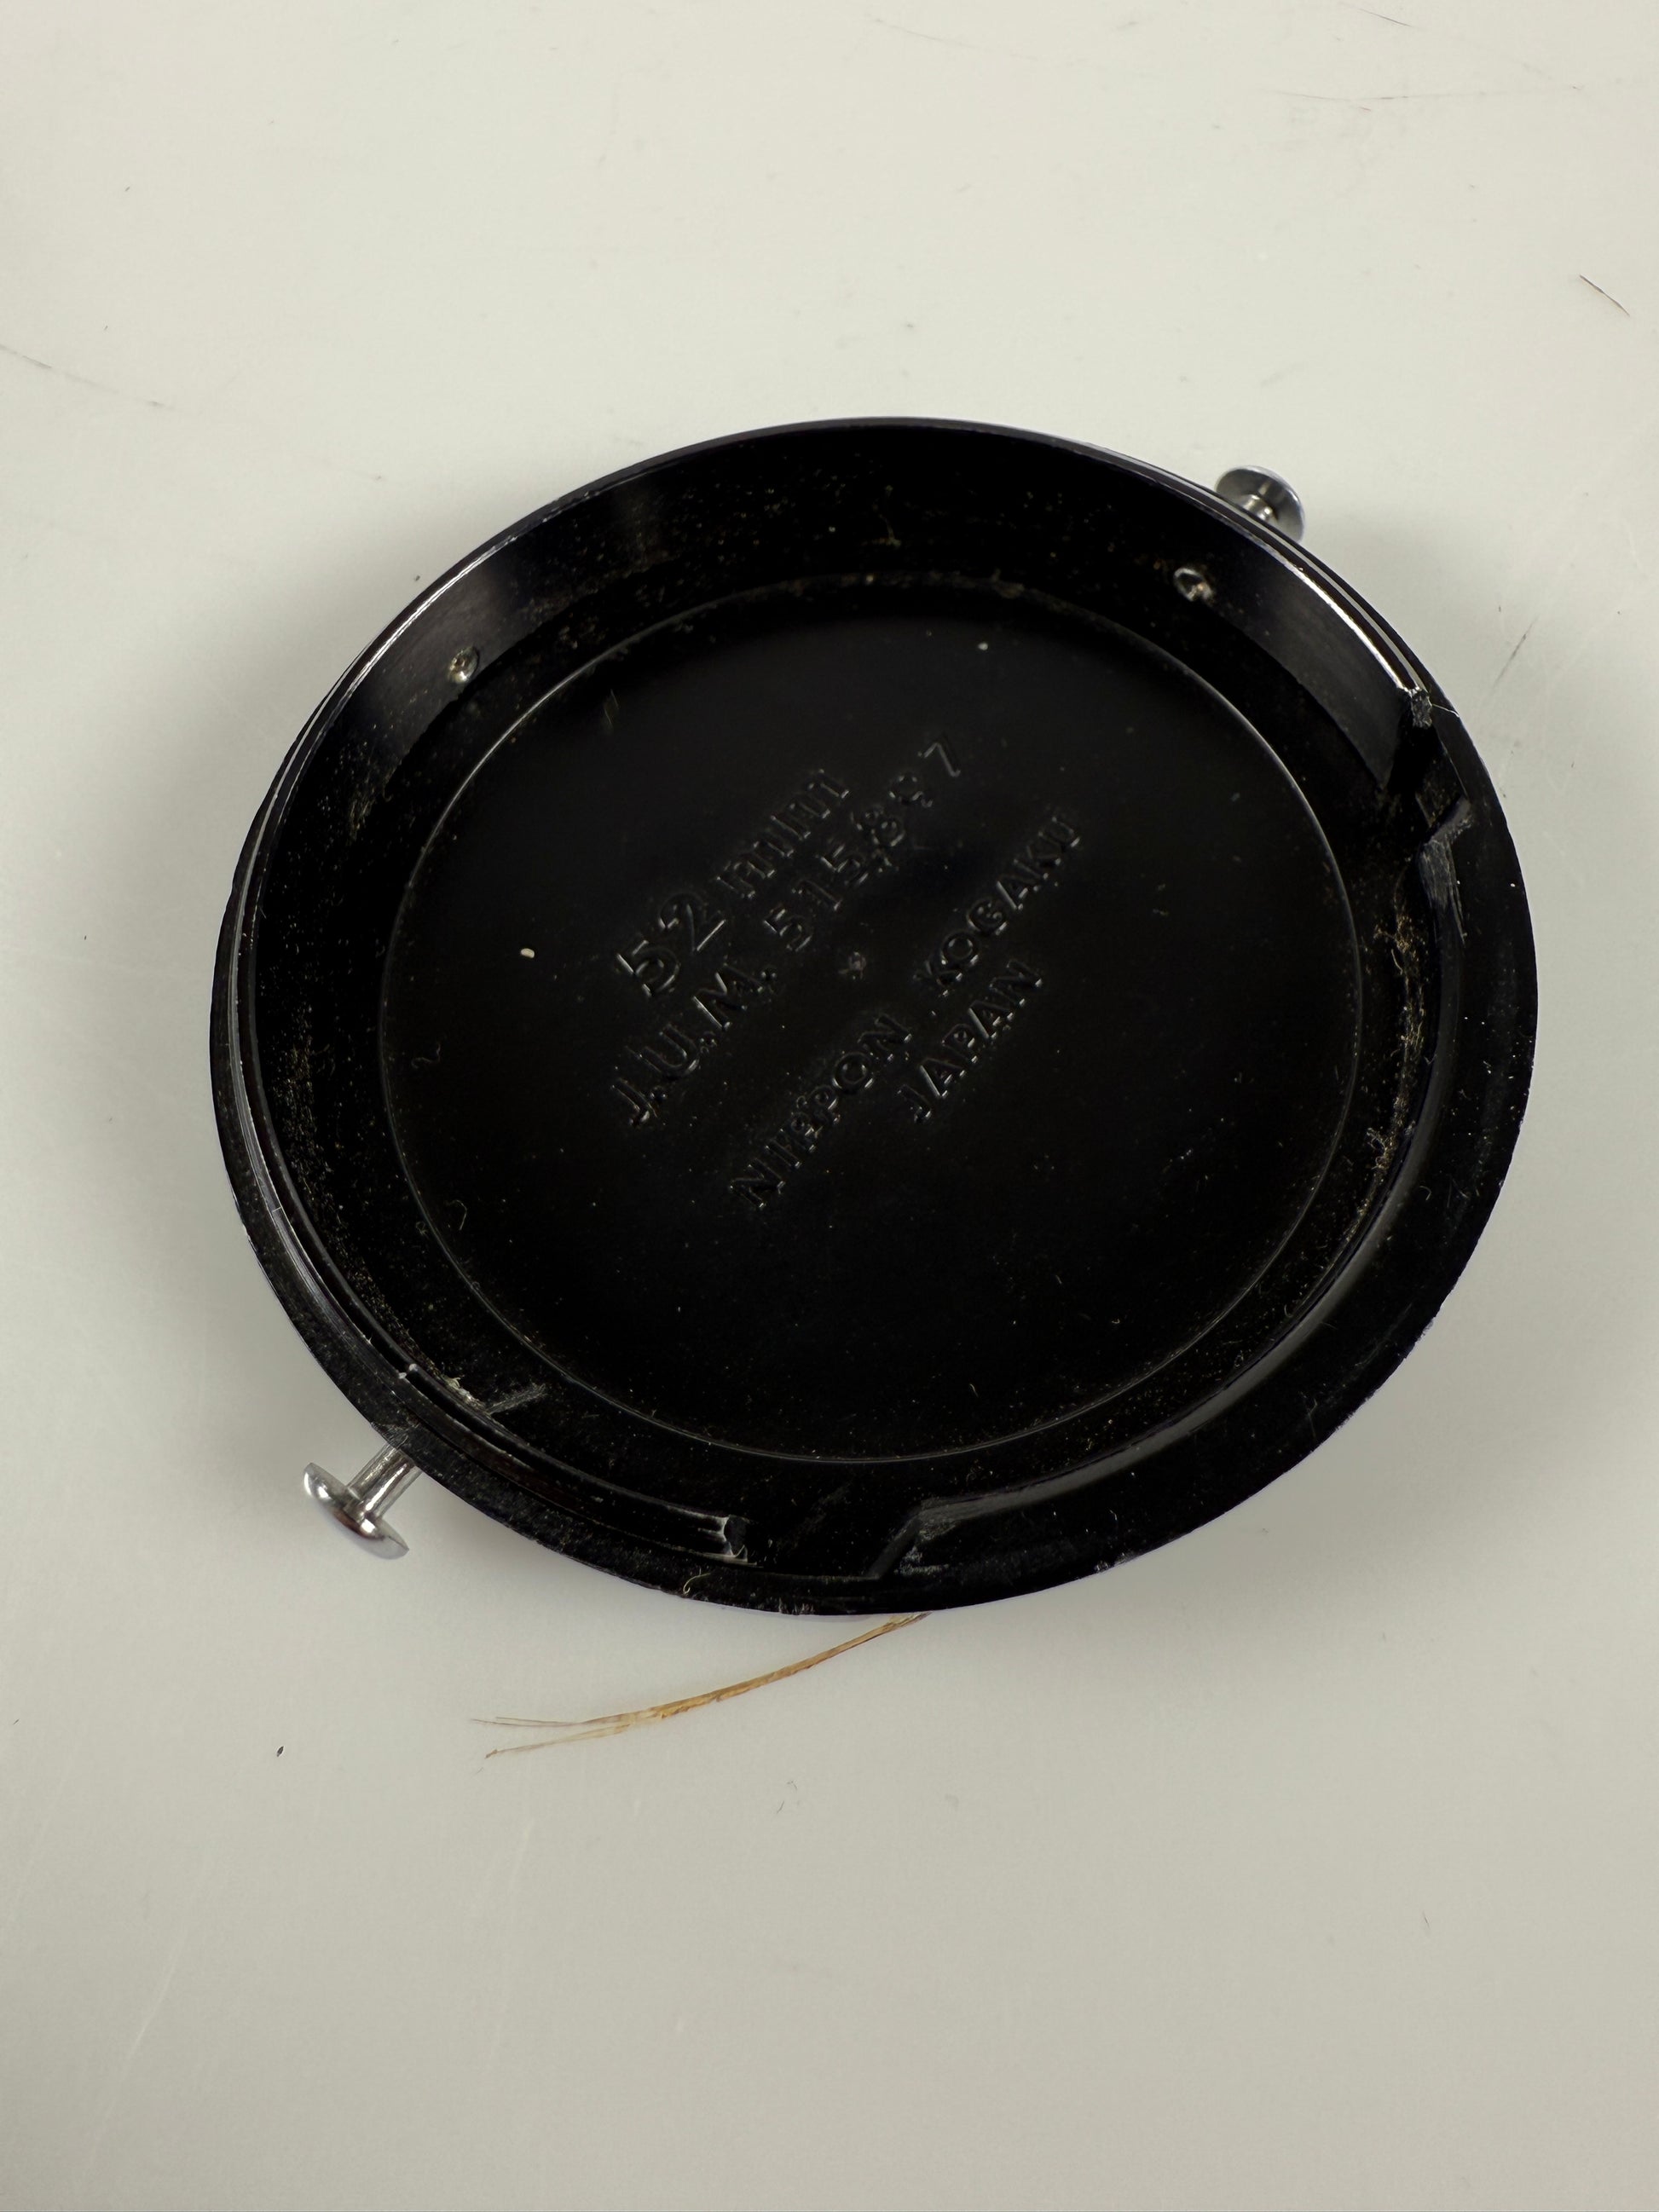 52 mm
J.U.M. 515897
NIPPON KOGAKU
JAPAN